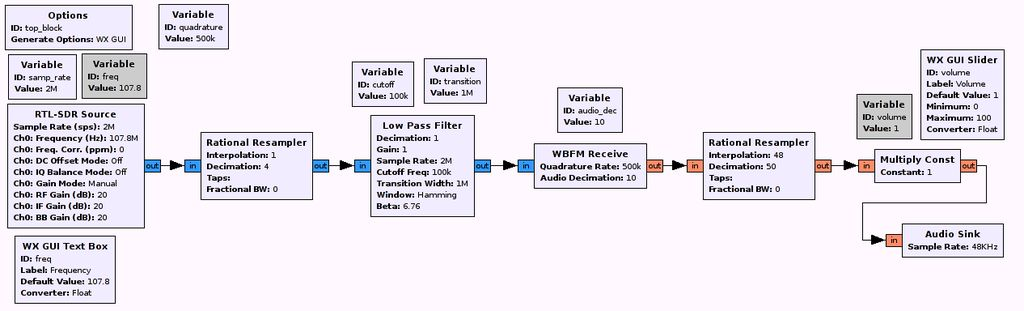 Options
ID: top_block
Generate Options: WX GUI
Variable
ID: quadrature
Value: 500k
Variable
ID: samp_rate
Value: 2M
Variable
ID: freq
Value: 107.8
RTL-SDR Source
Sample Rate (sps): 2M
Ch0: Frequency (Hz): 107.8M
Ch0: Freq. Corr. (ppm): 0
Ch0: DC Offset Mode: Off
Ch0: IQ Balance Mode: Off
Ch0: Gain Mode: Manual
Ch0: RF Gain (dB): 20
Ch0: IF Gain (dB): 20
Ch0: BB Gain (dB): 20
out
WX GUI Text Box
ID: freq
Label: Frequency
Default Value: 107.8
Converter: Float
in
Rational Resampler
Interpolation: 1
Decimation: 4
Taps:
Fractional BW: 0
out
Variable
ID: cutoff
Value: 100k
Variable
ID: transition
Value: 1M
in
Low Pass Filter
Decimation: 1
Gain: 1
Sample Rate: 2M
Cutoff Freq: 100k
Transition Width: 1M
Window: Hamming
Beta: 6.76
out
Variable
ID: audio_dec
Value: 10
in
WBFM Receive
Quadrature Rate: 500k
Audio Decimation: 10
out
in
Rational Resampler
Interpolation: 48
Decimation: 50
Taps:
Fractional BW: 0
out
Variable
ID: volume
Value: 1
WX GUI Slider
ID: volume
Label: Volume
Default Value: 1
Minimum: 0
Maximum: 100
Converter: Float
in
Multiply Const
Constant: 1
out
in
Audio Sink
Sample Rate: 48KHz